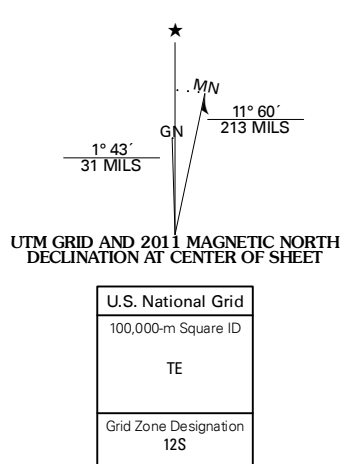 ★
MN
GN
11° 60´
213 MILS
1° 43´
31 MILS
UTM GRID AND 2011 MAGNETIC NORTH
DECLINATION AT CENTER OF SHEET
U.S. National Grid
100,000-m Square ID
TE
Grid Zone Designation
12S